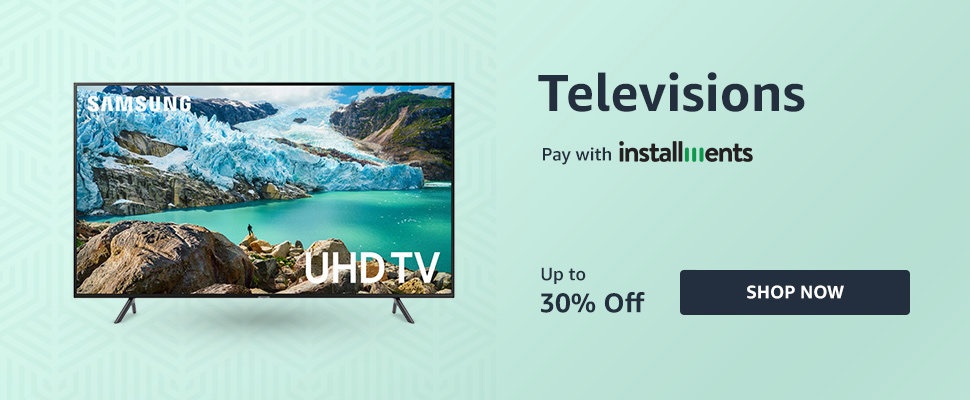 SAMSUNG
UHD TV
Televisions
Pay with installments
Up to
30% Off
SHOP NOW